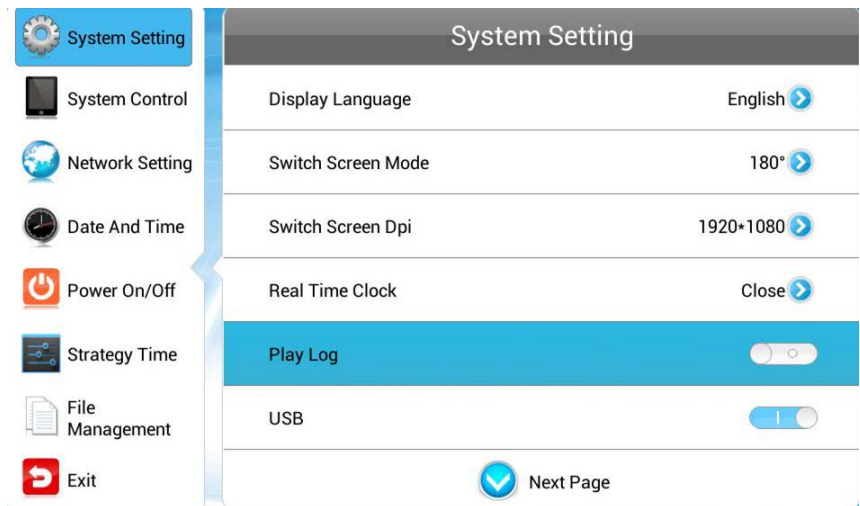 System Setting
System Control
Network Setting
Date And Time
Power On/Off
Strategy Time
File
Management
Exit
System Setting
Display Language English
Switch Screen Mode 180°
Switch Screen Dpi 1920*1080
Real Time Clock Close
Play Log
USB
Next Page